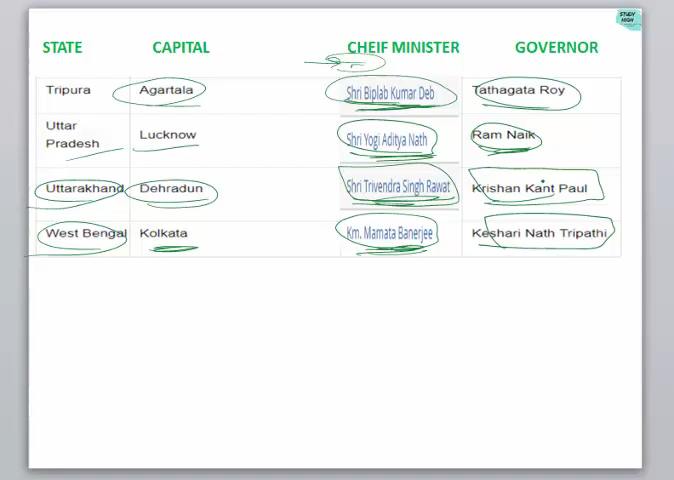 STUDY
HIGH
STATE CAPITAL CHEIF MINISTER GOVERNOR
Tripura Agartala Shri Biplab Kumar Deb Tathagata Roy
Uttar
Pradesh Lucknow Shri Yogi Aditya Nath Ram Naik
Uttarakhand Dehradun Shri Trivendra Singh Rawat Krishan Kant Paul
West Bengal Kolkata Km. Mamata Banerjee Keshari Nath Tripathi